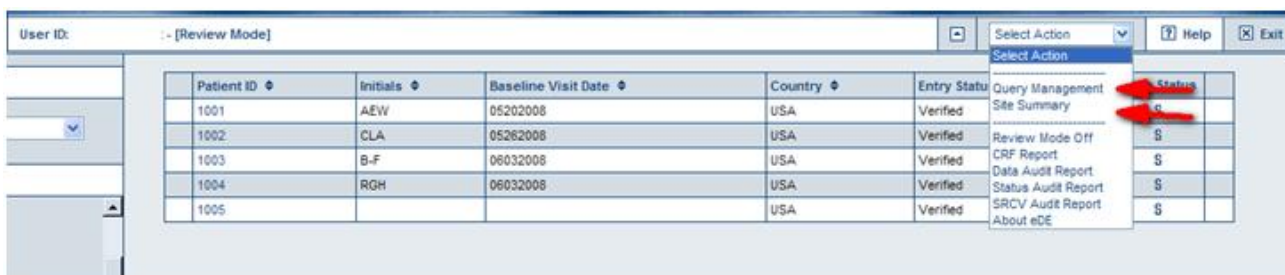 User ID: : - [Review Mode] Select Action Help Exit
Select Action
Patient ID Initials Baseline Visit Date Country Entry Statu Status
--------------------
Query Management
Site Summary
--------------------
Review Mode Off
CRF Report
Data Audit Report
Status Audit Report
SRCV Audit Report
About eDE
1001 AEW 05202008 USA Verified S
1002 CLA 05262008 USA Verified S
1003 B-F 06032008 USA Verified S
1004 RGH 06032008 USA Verified S
1005 USA Verified S